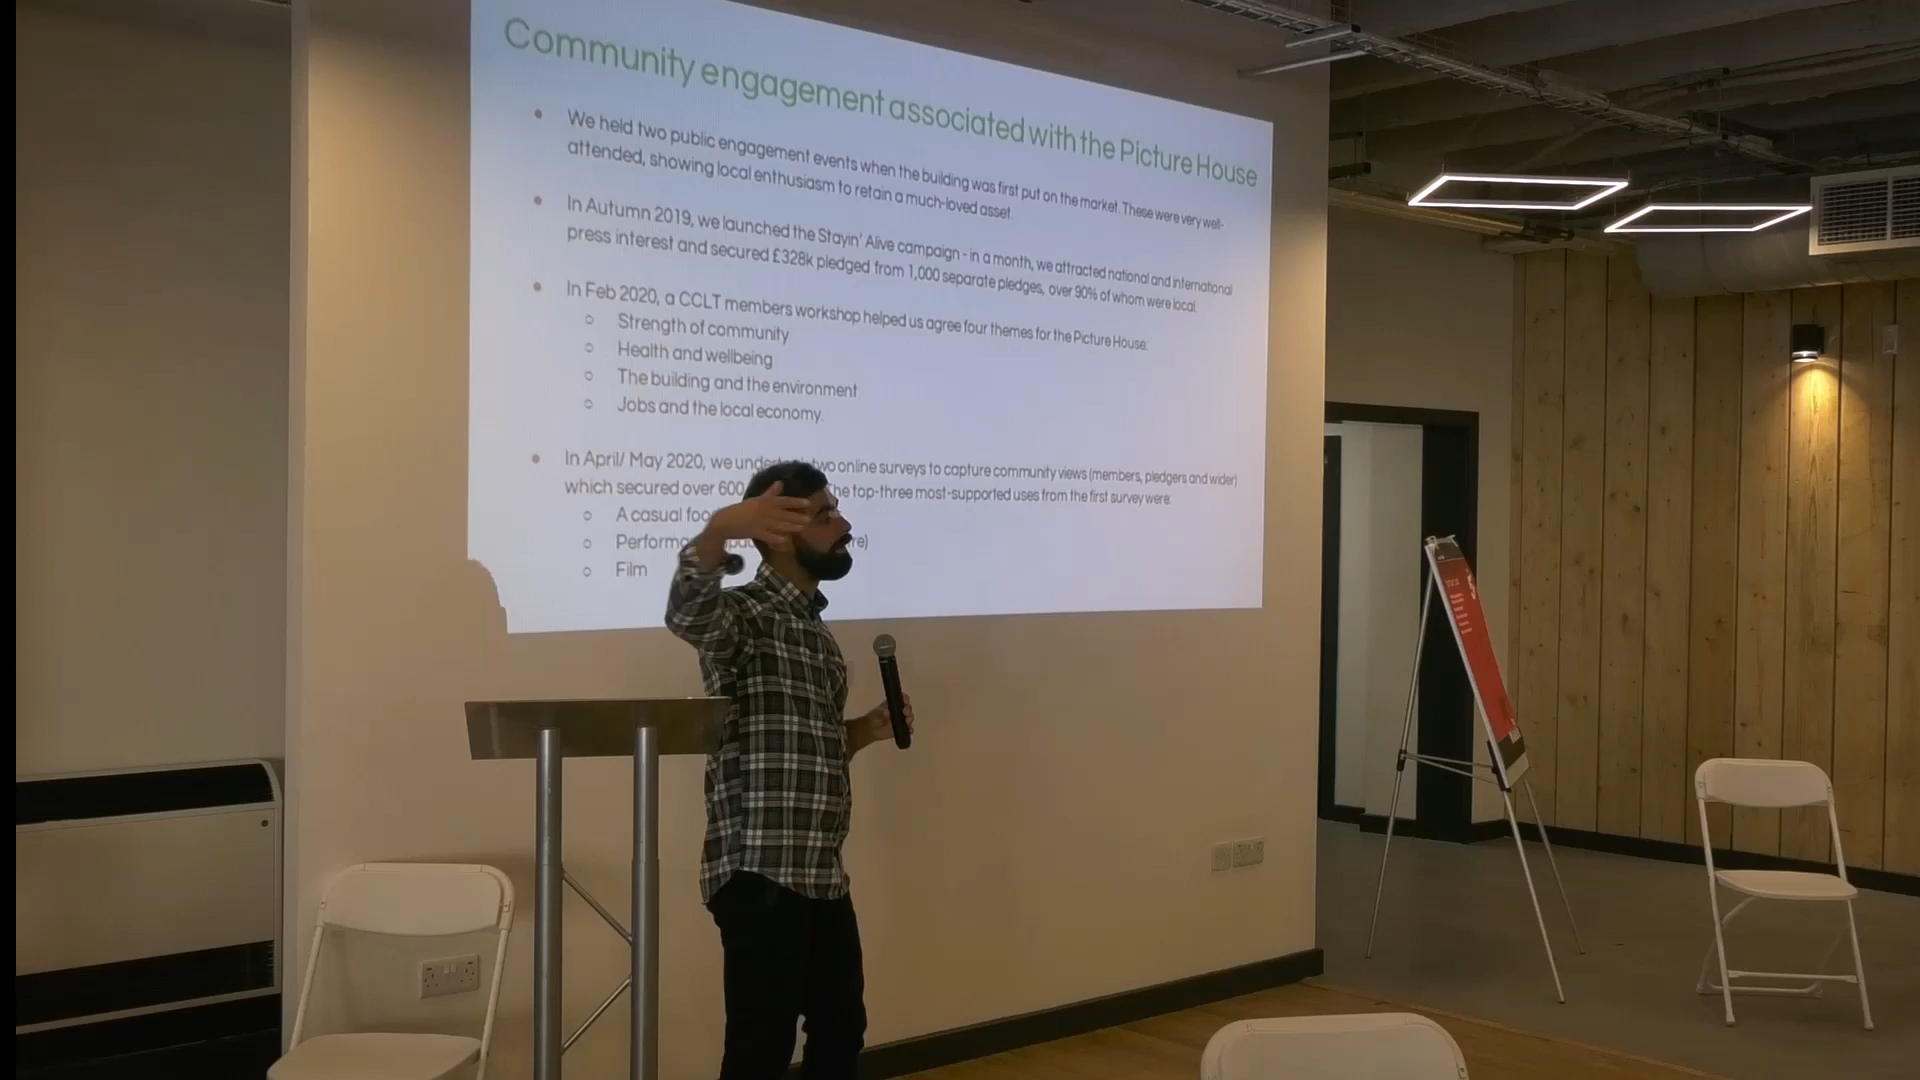 Community engagement associated with the Picture House
We held two public engagement events when the building was first put on the market. These were very well-
attended, showing local enthusiasm to retain a much-loved asset.
In Autumn 2019, we launched the Stayin' Alive campaign - in a month, we attracted national and international
press interest and secured £328k pledged from 1,000 separate pledges, over 90% of whom were local.
In Feb 2020, a CCLT members workshop helped us agree four themes for the Picture House:
Strength of community
Health and wellbeing
The building and the environment
Jobs and the local economy.
In April/ May 2020, we two online surveys to capture community views (members, pledgers and wider)
which secured over 600 The top-three most-supported uses from the first survey were:
A casual
Film